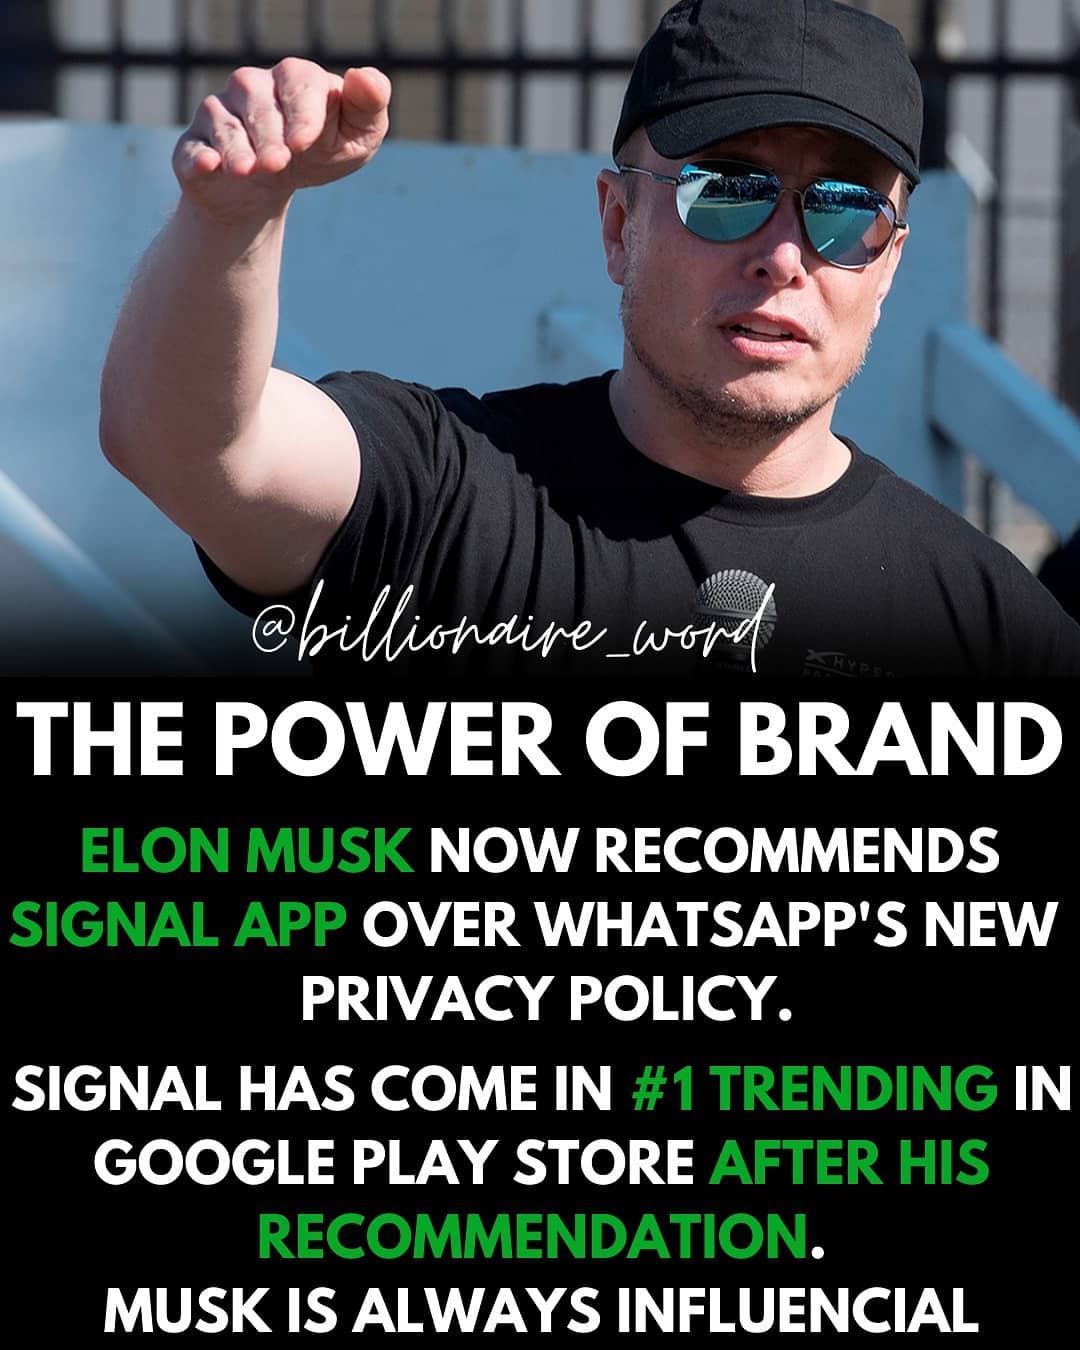 @billionaire_word
HYPER
THE POWER OF BRAND
ELON MUSK NOW RECOMMENDS
SIGNAL APP OVER WHATSAPP'S NEW
PRIVACY POLICY.
SIGNAL HAS COME IN #1 TRENDING IN
GOOGLE PLAY STORE AFTER HIS
RECOMMENDATION.
MUSK IS ALWAYS INFLUENCIAL